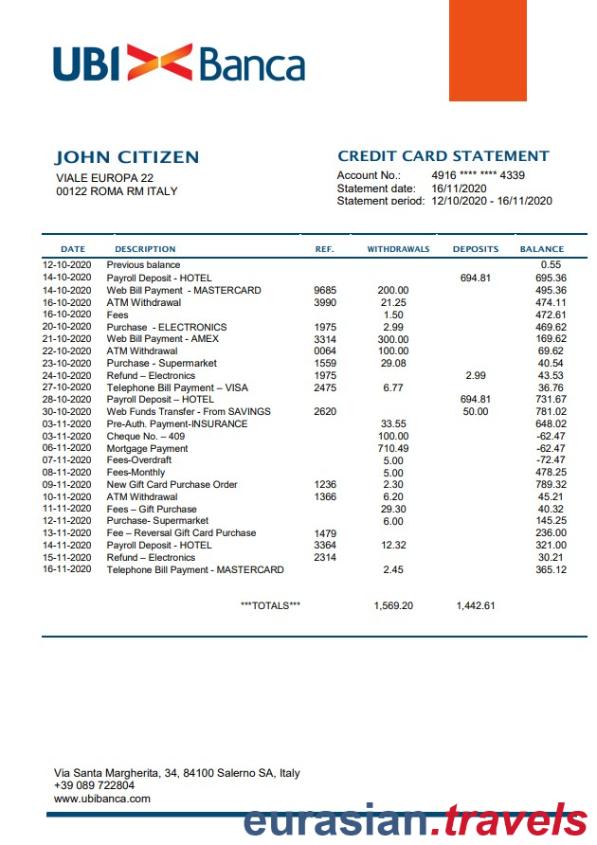 UBI Banca
JOHN CITIZEN
VIALE EUROPA 22
00122 ROMA RM ITALY
CREDIT CARD STATEMENT
Account No.: 4916 **** **** 4339
Statement date: 16/11/2020
Statement period: 12/10/2020 - 16/11/2020
DATE DESCRIPTION REF. WITHDRAWALS DEPOSITS BALANCE
12-10-2020 Previous balance 0.55
14-10-2020 Payroll Deposit - HOTEL 694.81 695.36
14-10-2020 Web Bill Payment - MASTERCARD 9685 200.00 495.36
16-10-2020 ATM Withdrawal 3990 21.25 474.11
16-10-2020 Fees 1.50 472.61
20-10-2020 Purchase - ELECTRONICS 1975 2.99 469.62
21-10-2020 Web Bill Payment - AMEX 3314 300.00 169.62
22-10-2020 ATM Withdrawal 0064 100.00 69.62
23-10-2020 Purchase - Supermarket 1559 29.08 40.54
24-10-2020 Refund – Electronics 1975 2.99 43.53
27-10-2020 Telephone Bill Payment – VISA 2475 6.77 36.76
28-10-2020 Payroll Deposit – HOTEL 694.81 731.67
30-10-2020 Web Funds Transfer - From SAVINGS 2620 50.00 781.02
03-11-2020 Pre-Auth. Payment-INSURANCE 33.55 648.02
03-11-2020 Cheque No. – 409 100.00 -62.47
06-11-2020 Mortgage Payment 710.49 -62.47
07-11-2020 Fees-Overdraft 5.00 -72.47
08-11-2020 Fees-Monthly 5.00 478.25
09-11-2020 New Gift Card Purchase Order 1236 2.30 789.32
10-11-2020 ATM Withdrawal 1366 6.20 45.21
11-11-2020 Fees – Gift Purchase 29.30 40.32
12-11-2020 Purchase- Supermarket 6.00 145.25
13-11-2020 Fee – Reversal Gift Card Purchase 1479 236.00
14-11-2020 Payroll Deposit - HOTEL 3364 12.32 321.00
15-11-2020 Refund – Electronics 2314 30.21
16-11-2020 Telephone Bill Payment - MASTERCARD 2.45 365.12
***TOTALS*** 1,569.20 1,442.61
Via Santa Margherita, 34, 84100 Salerno SA, Italy
+39 089 722804
www.ubibanca.com
eurasian.travels